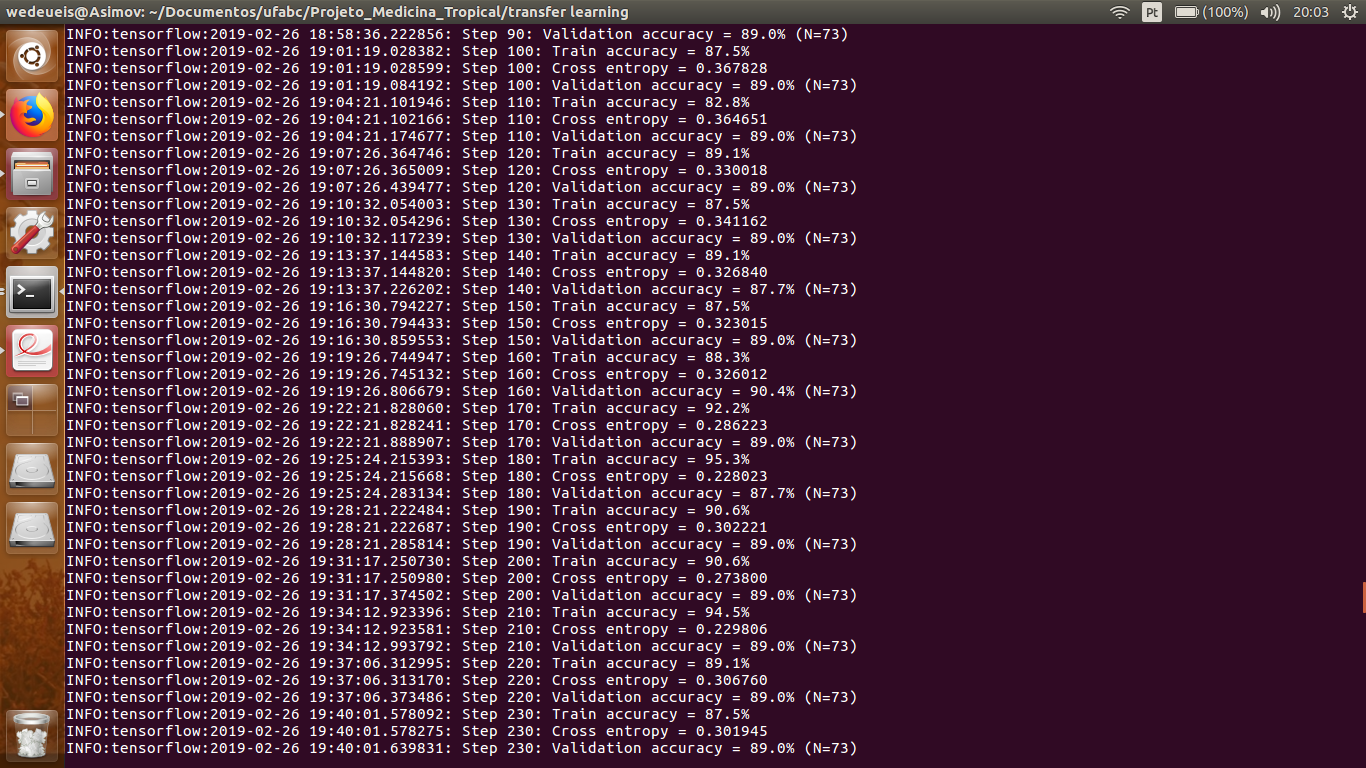 wedeueis@Asimov: ~/Documentos/ufabc/Projeto_Medicina_Tropical/transfer learning
Pt (100%) 20:03
INFO:tensorflow:2019-02-26 18:58:36.222856: Step 90: Validation accuracy = 89.0% (N=73)
INFO:tensorflow:2019-02-26 19:01:19.028382: Step 100: Train accuracy = 87.5%
INFO:tensorflow:2019-02-26 19:01:19.028599: Step 100: Cross entropy = 0.367828
INFO:tensorflow:2019-02-26 19:01:19.084192: Step 100: Validation accuracy = 89.0% (N=73)
INFO:tensorflow:2019-02-26 19:04:21.101946: Step 110: Train accuracy = 82.8%
INFO:tensorflow:2019-02-26 19:04:21.102166: Step 110: Cross entropy = 0.364651
INFO:tensorflow:2019-02-26 19:04:21.174677: Step 110: Validation accuracy = 89.0% (N=73)
INFO:tensorflow:2019-02-26 19:07:26.364746: Step 120: Train accuracy = 89.1%
INFO:tensorflow:2019-02-26 19:07:26.365009: Step 120: Cross entropy = 0.330018
INFO:tensorflow:2019-02-26 19:07:26.439477: Step 120: Validation accuracy = 89.0% (N=73)
INFO:tensorflow:2019-02-26 19:10:32.054003: Step 130: Train accuracy = 87.5%
INFO:tensorflow:2019-02-26 19:10:32.054296: Step 130: Cross entropy = 0.341162
INFO:tensorflow:2019-02-26 19:10:32.117239: Step 130: Validation accuracy = 89.0% (N=73)
INFO:tensorflow:2019-02-26 19:13:37.144583: Step 140: Train accuracy = 89.1%
INFO:tensorflow:2019-02-26 19:13:37.144820: Step 140: Cross entropy = 0.326840
INFO:tensorflow:2019-02-26 19:13:37.226202: Step 140: Validation accuracy = 87.7% (N=73)
INFO:tensorflow:2019-02-26 19:16:30.794227: Step 150: Train accuracy = 87.5%
INFO:tensorflow:2019-02-26 19:16:30.794433: Step 150: Cross entropy = 0.323015
INFO:tensorflow:2019-02-26 19:16:30.859553: Step 150: Validation accuracy = 89.0% (N=73)
INFO:tensorflow:2019-02-26 19:19:26.744947: Step 160: Train accuracy = 88.3%
INFO:tensorflow:2019-02-26 19:19:26.745132: Step 160: Cross entropy = 0.326012
INFO:tensorflow:2019-02-26 19:19:26.806679: Step 160: Validation accuracy = 90.4% (N=73)
INFO:tensorflow:2019-02-26 19:22:21.828060: Step 170: Train accuracy = 92.2%
INFO:tensorflow:2019-02-26 19:22:21.828241: Step 170: Cross entropy = 0.286223
INFO:tensorflow:2019-02-26 19:22:21.888907: Step 170: Validation accuracy = 89.0% (N=73)
INFO:tensorflow:2019-02-26 19:25:24.215393: Step 180: Train accuracy = 95.3%
INFO:tensorflow:2019-02-26 19:25:24.215668: Step 180: Cross entropy = 0.228023
INFO:tensorflow:2019-02-26 19:25:24.283134: Step 180: Validation accuracy = 87.7% (N=73)
INFO:tensorflow:2019-02-26 19:28:21.222484: Step 190: Train accuracy = 90.6%
INFO:tensorflow:2019-02-26 19:28:21.222687: Step 190: Cross entropy = 0.302221
INFO:tensorflow:2019-02-26 19:28:21.285814: Step 190: Validation accuracy = 89.0% (N=73)
INFO:tensorflow:2019-02-26 19:31:17.250730: Step 200: Train accuracy = 90.6%
INFO:tensorflow:2019-02-26 19:31:17.250980: Step 200: Cross entropy = 0.273800
INFO:tensorflow:2019-02-26 19:31:17.374502: Step 200: Validation accuracy = 89.0% (N=73)
INFO:tensorflow:2019-02-26 19:34:12.923396: Step 210: Train accuracy = 94.5%
INFO:tensorflow:2019-02-26 19:34:12.923581: Step 210: Cross entropy = 0.229806
INFO:tensorflow:2019-02-26 19:34:12.993792: Step 210: Validation accuracy = 89.0% (N=73)
INFO:tensorflow:2019-02-26 19:37:06.312995: Step 220: Train accuracy = 89.1%
INFO:tensorflow:2019-02-26 19:37:06.313170: Step 220: Cross entropy = 0.306760
INFO:tensorflow:2019-02-26 19:37:06.373486: Step 220: Validation accuracy = 89.0% (N=73)
INFO:tensorflow:2019-02-26 19:40:01.578092: Step 230: Train accuracy = 87.5%
INFO:tensorflow:2019-02-26 19:40:01.578275: Step 230: Cross entropy = 0.301945
INFO:tensorflow:2019-02-26 19:40:01.639831: Step 230: Validation accuracy = 89.0% (N=73)